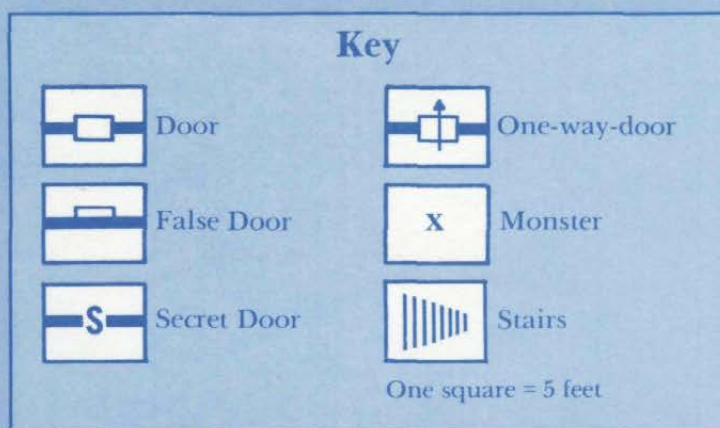 Key
Door
One-way-door
False Door
x
Monster
S
Secret Door
Stairs
One square = 5 feet